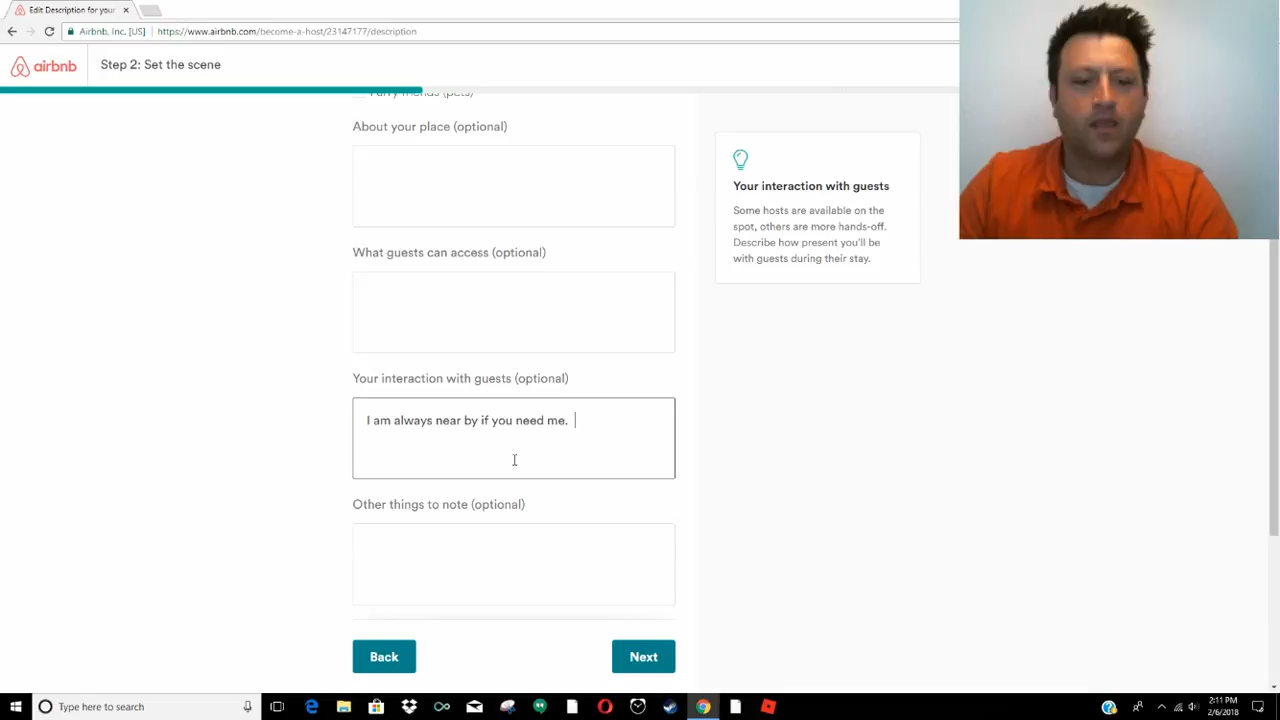 Edit Description for your
Airbnb, Inc. [US]
https://www.airbnb.com/become-a-host/23147177/description
airbnb
Step 2: Set the scene
Furry friends (pets)
About your place (optional)
What guests can access (optional)
Your interaction with guests (optional)
I am always near by if you need me.
Other things to note (optional)
Back
Next
Your interaction with guests
Some hosts are available on the
spot, others are more hands-off.
Describe how present you'll be
with guests during their stay.
Type here to search
2:11 PM
2/6/2018